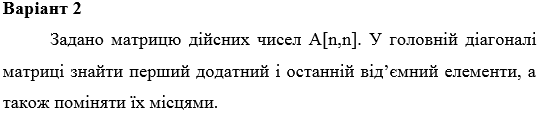 Варіант 2
Задано матрицю дійсних чисел A[n,n]. У головній діагоналі
матриці знайти перший додатний і останній від’ємний елементи, а
також поміняти їх місцями.